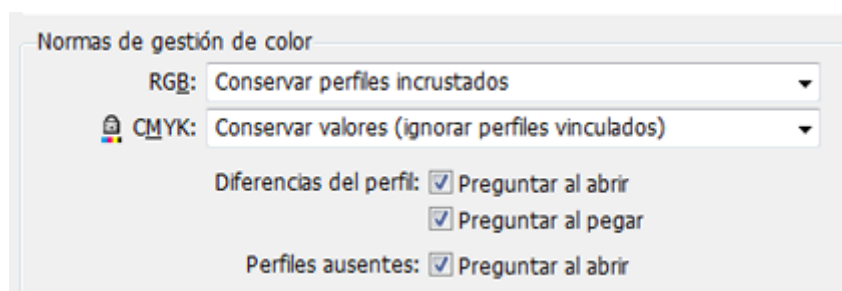 Normas de gestión de color
RGB: Conservar perfiles incrustados
CMYK: Conservar valores (ignorar perfiles vinculados)
Diferencias del perfil: Preguntar al abrir
Preguntar al pegar
Perfiles ausentes: Preguntar al abrir